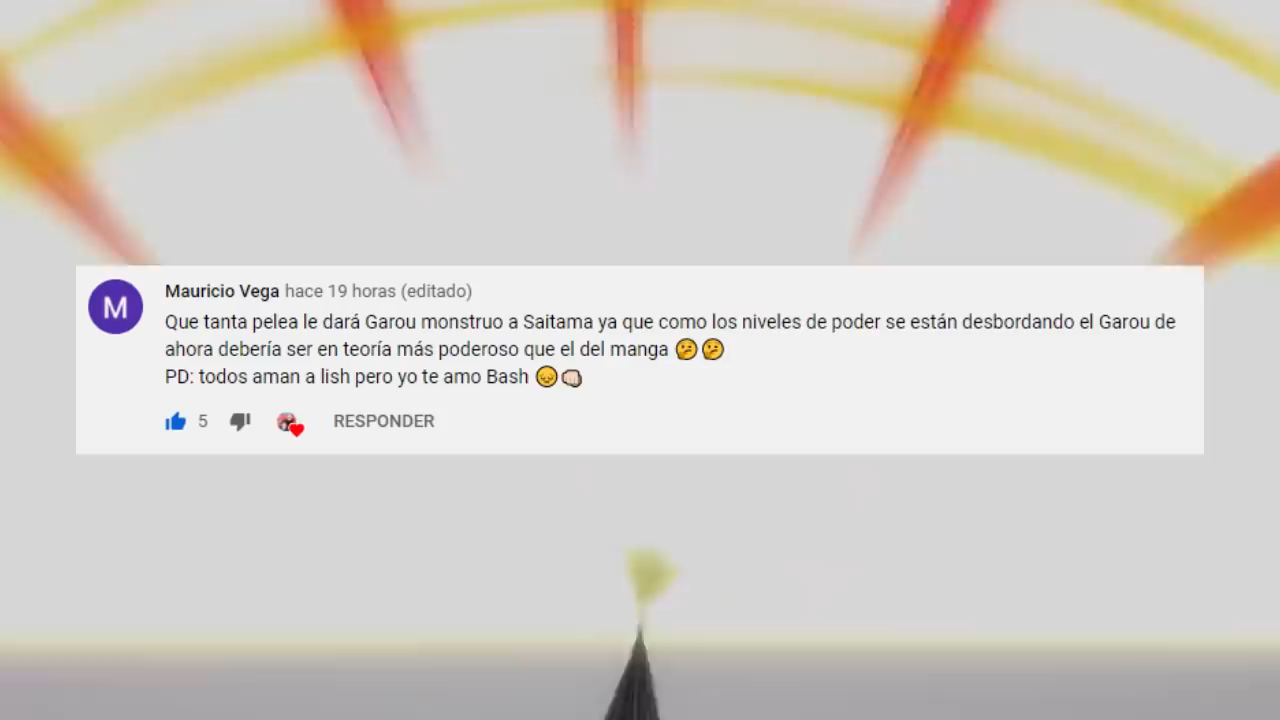 M
Mauricio Vega hace 19 horas (editado)
Que tanta pelea le dará Garou monstruo a Saitama ya que como los niveles de poder se están desbordando el Garou de
ahora debería ser en teoría más poderoso que el del manga 🫤🫤
PD: todos aman a lish pero yo te amo Bash 😞👊🏻
5 RESPONDER